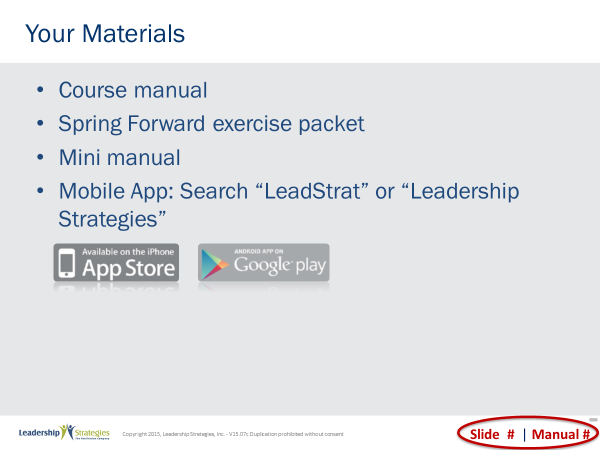 Your Materials
• Course manual
• Spring Forward exercise packet
• Mini manual
• Mobile App: Search “LeadStrat” or “Leadership
Strategies”
Available on the iPhone
App Store
ANDROID APP ON
Google play
Leadership Strategies
The Facilitation Company
Copyright 2015, Leadership Strategies, Inc. - V15.07c Duplication prohibited without consent
Slide # | Manual #